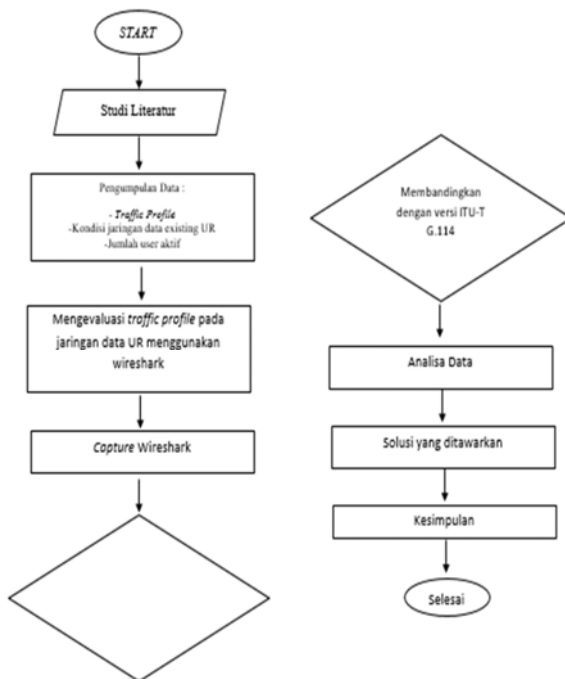 START
Studi Literatur
Pengumpulan Data :
- Traffic Profile
-Kondisi jaringan data existing UR
-Jumlah user aktif
Mengevaluasi traffic profile pada
jaringan data UR menggunakan
wireshark
Capture Wireshark
Membandingkan
dengan versi ITU-T
G.114
Analisa Data
Solusi yang ditawarkan
Kesimpulan
Selesai